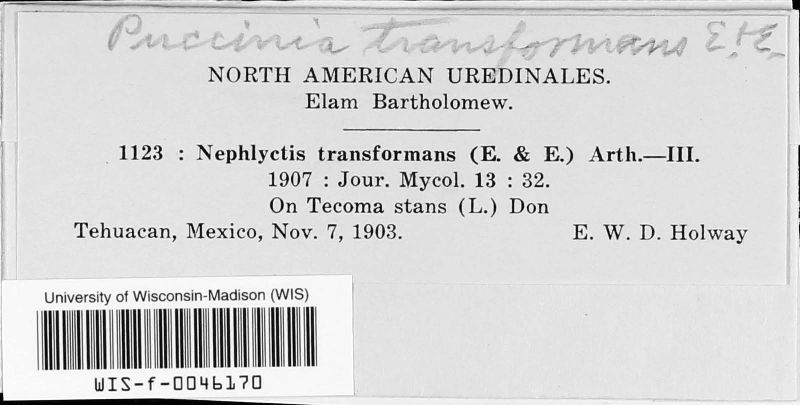 Puccinia transformans E. & E.
NORTH AMERICAN UREDINALES.
Elam Bartholomew.
1123 : Nephlyctis transformans (E. & E.) Arth.—III.
1907 : Jour. Mycol. 13 : 32.
On Tecoma stans (L.) Don
Tehuacan, Mexico, Nov. 7, 1903. E. W. D. Holway
University of Wisconsin-Madison (WIS)
WIS-f-0046170